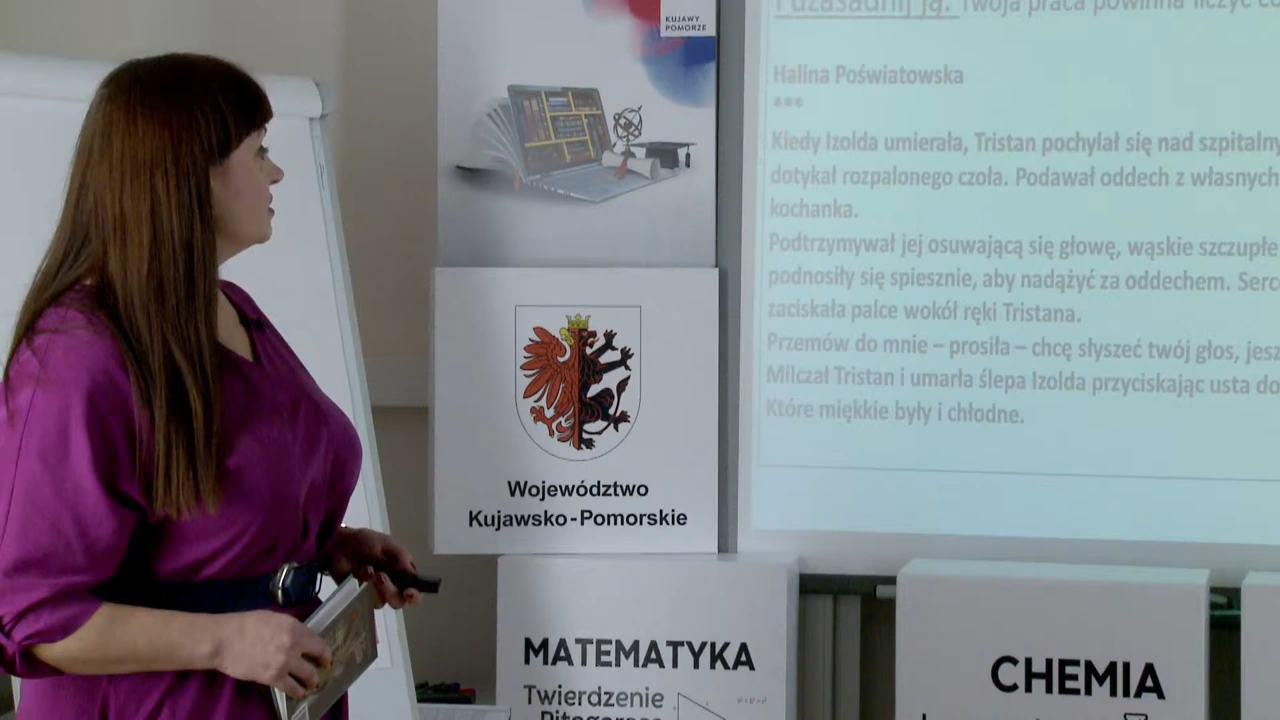 KUJAWY
POMORZE
i uzasadnij ją. Twoja praca powinna liczyć co
Halina Poświatowska
***
Kiedy Izolda umierała, Tristan pochylał się nad szpitalny
dotykał rozpalonego czoła. Podawał oddech z własnych
kochanka.
Podtrzymywał jej osuwającą się głowę, wąskie szczupłe
podnosiły się spiesznie, aby nadążyć za oddechem. Serce
zaciskała palce wokół ręki Tristana.
Przemów do mnie – prosiła – chcę słyszeć twój głos, jesz
Milczał Tristan i umarła ślepa Izolda przyciskając usta do
Które miękkie były i chłodne.
Województwo
Kujawsko-Pomorskie
MATEMATYKA
Twierdzenie
Pitagorasa
CHEMIA